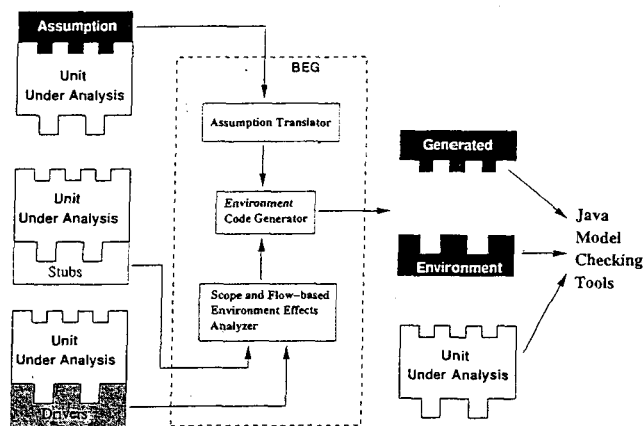 Assumption
Unit
Under Analysis
Unit
Under Analysis
Stubs
Unit
Under Analysis
Drivers
BEG
Assumption Translator
Environment
Code Generator
Scope and Flow-based
Environment Effects
Analyzer
Generated
Environment
Unit
Under Analysis
Java
Model
Checking
Tools